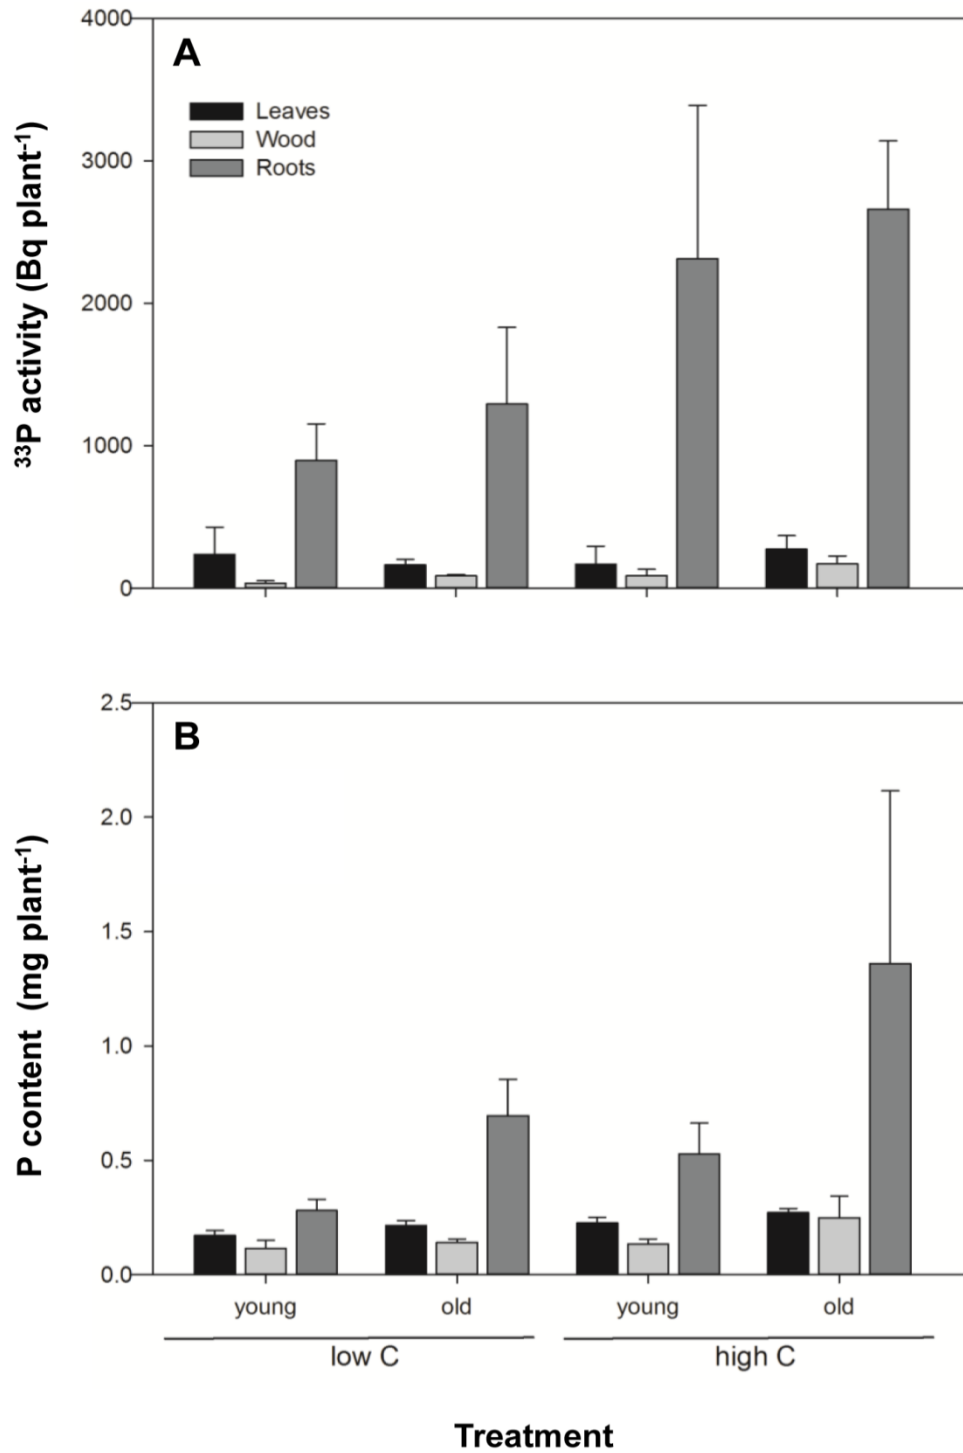 4000
A
Leaves
Wood
Roots
3000
2000
1000
0
³³P activity (Bq plant⁻¹)
2.5
B
2.0
1.5
1.0
0.5
0.0
P content (mg plant⁻¹)
young old young old
low C high C
Treatment